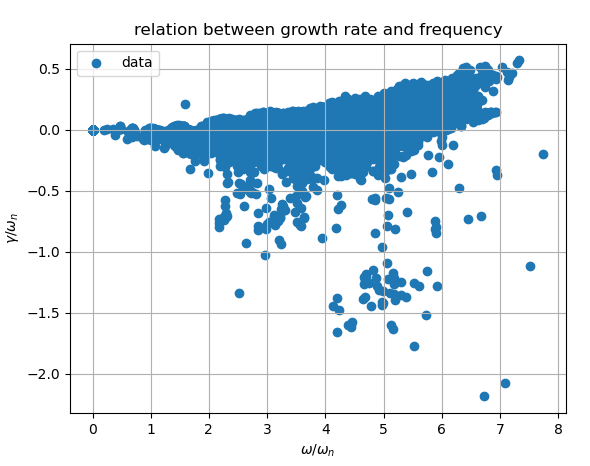 relation between growth rate and frequency
data
0.5
0.0
−0.5
−1.0
−1.5
−2.0
γ/ωₙ
0 1 2 3 4 5 6 7 8
ω/ωₙ